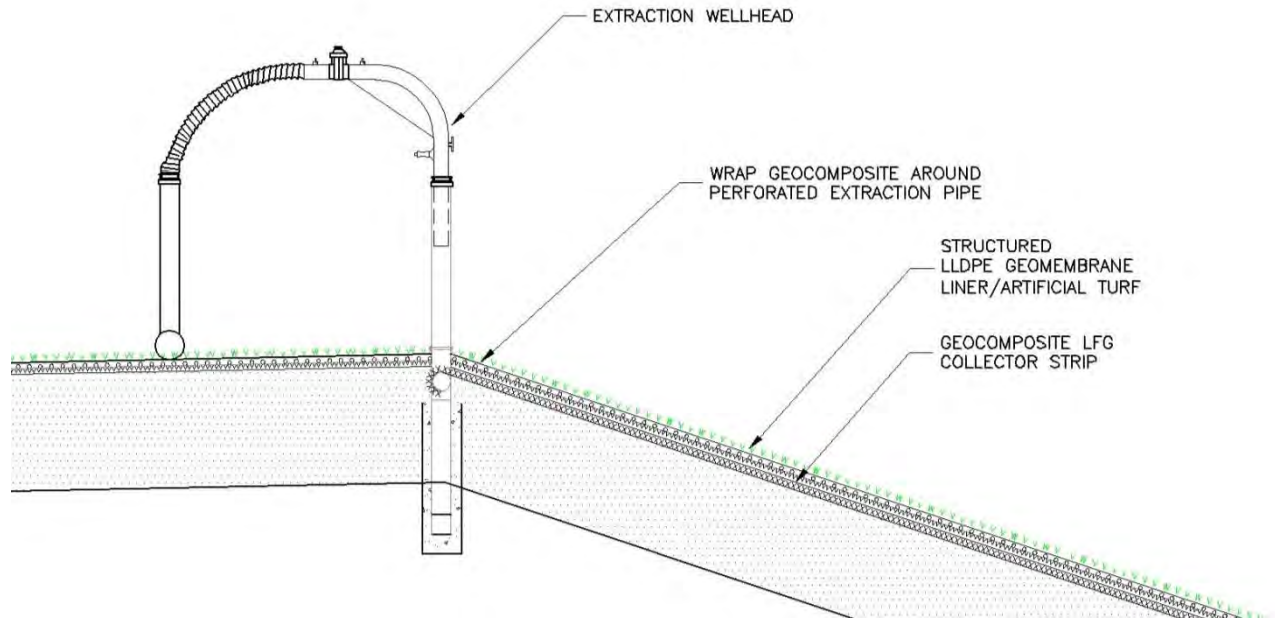 EXTRACTION WELLHEAD
WRAP GEOCOMPOSITE AROUND
PERFORATED EXTRACTION PIPE
STRUCTURED
LLDPE GEOMEMBRANE
LINER/ARTIFICIAL TURF
GEOCOMPOSITE LFG
COLLECTOR STRIP